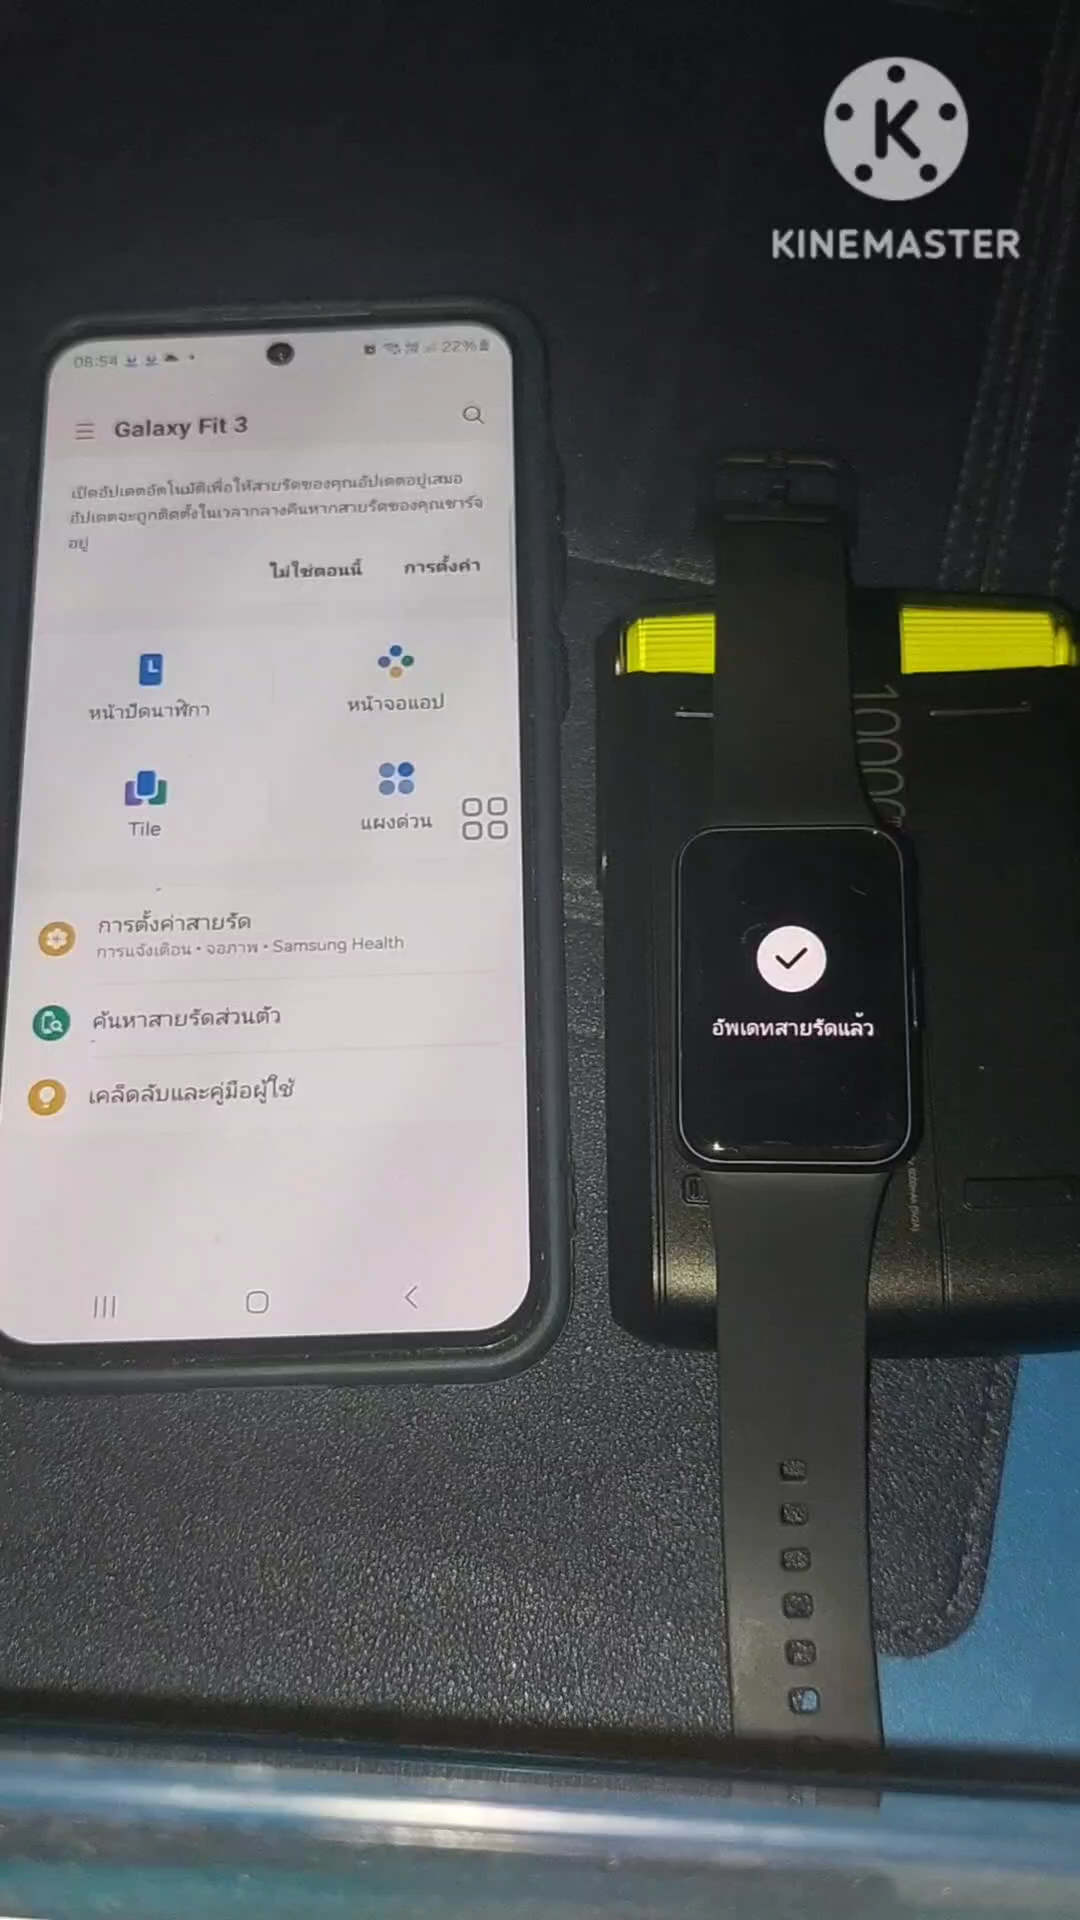 KINEMASTER
08:54
22%
Galaxy Fit 3
เปิดอัปเดตอัตโนมัติเพื่อให้สายรัดของคุณอัปเดตอยู่เสมอ
อัปเดตจะถูกติดตั้งในเวลากลางคืนหากสายรัดของคุณชาร์จ
อยู่
ไม่ใช่ตอนนี้
การตั้งค่า
หน้าปัดนาฬิกา
หน้าจอแอป
Tile
แผงด่วน
การตั้งค่าสายรัด
การแจ้งเตือน • จอภาพ • Samsung Health
ค้นหาสายรัดส่วนตัว
เคล็ดลับและคู่มือผู้ใช้
อัพเดทสายรัดแล้ว
10000